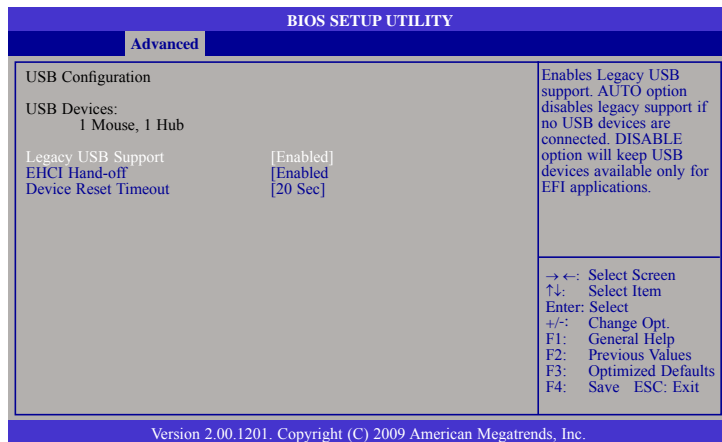 BIOS SETUP UTILITY
Advanced
USB Configuration
USB Devices:
1 Mouse, 1 Hub
Legacy USB Support [Enabled]
EHCI Hand-off [Enabled
Device Reset Timeout [20 Sec]
Enables Legacy USB
support. AUTO option
disables legacy support if
no USB devices are
connected. DISABLE
option will keep USB
devices available only for
EFI applications.
→←: Select Screen
↑↓: Select Item
Enter: Select
+/-: Change Opt.
F1: General Help
F2: Previous Values
F3: Optimized Defaults
F4: Save ESC: Exit
Version 2.00.1201. Copyright (C) 2009 American Megatrends, Inc.